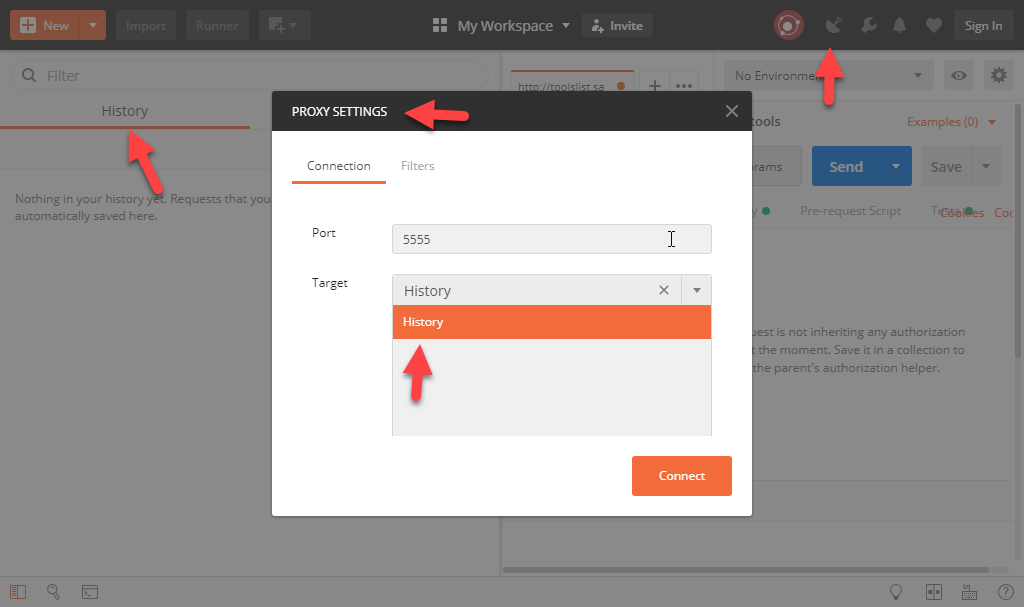 New
Import
Runner
My Workspace
Invite
Sign In
Filter
History
http://toolslist.sa
No Environme
PROXY SETTINGS
tools
Examples (0)
Connection
Filters
Send
Save
Nothing in your history yet. Requests that you
automatically saved here.
Pre-request Script
Cookies
Port
5555
Target
History
History
t the moment. Save it in a collection to
is not inheriting any authorization
the parent's authorization helper.
Connect